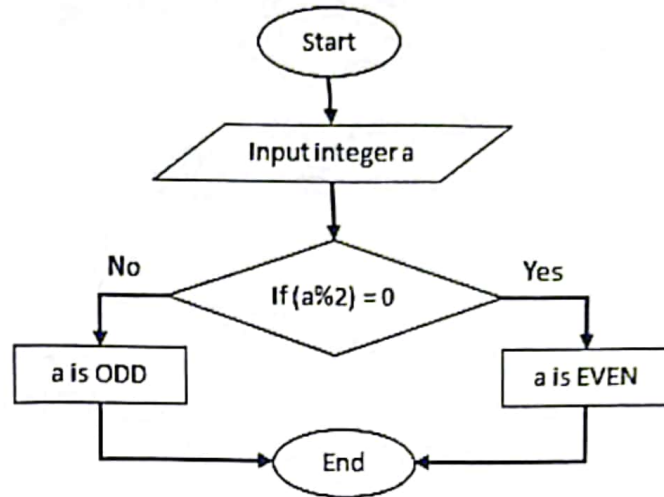 Start
Input integer a
No
Yes
If (a%2) = 0
a is ODD
a is EVEN
End